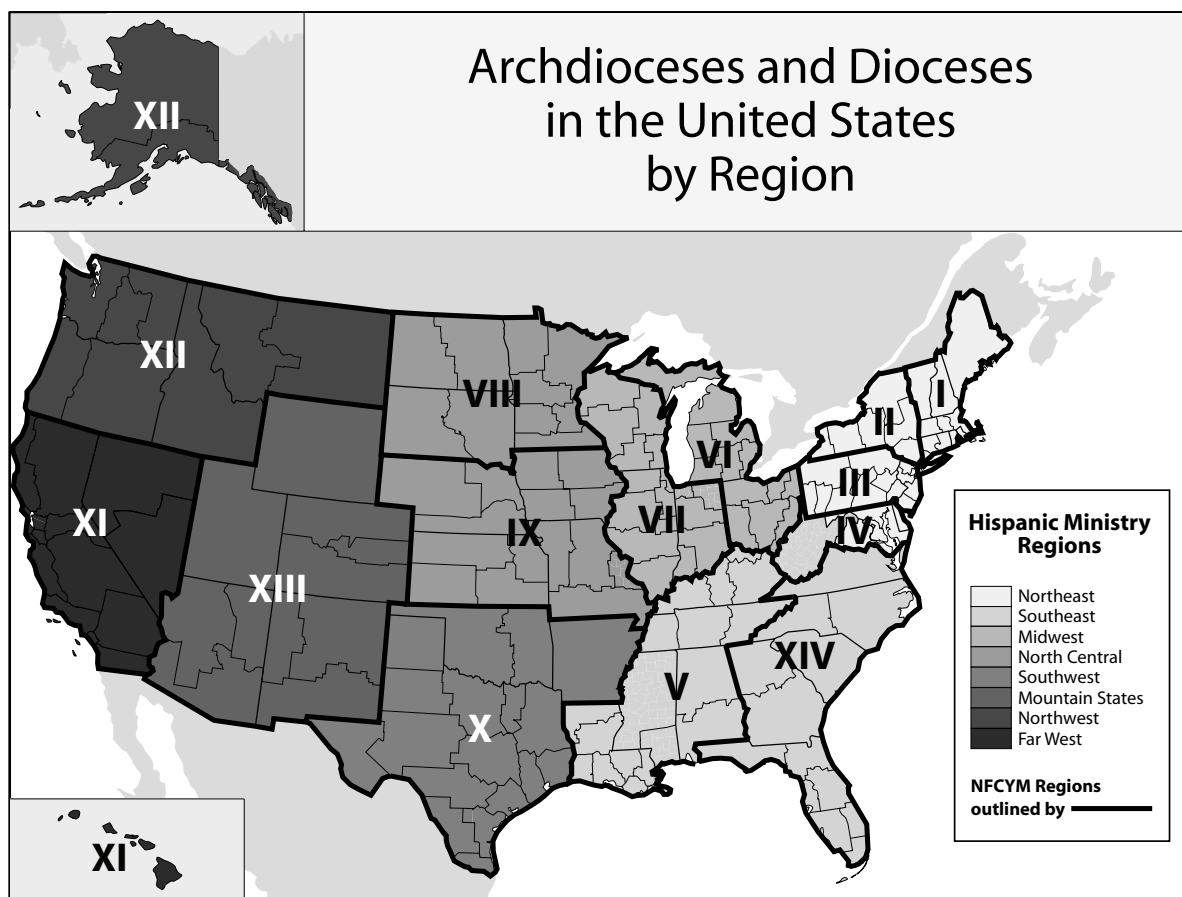 Archdioceses and Dioceses
in the United States
by Region
XII
XII
VIII
I
II
VI
III
IV
XI
IX
VII
XIII
XIV
V
X
XI
Hispanic Ministry
Regions
Northeast
Southeast
Midwest
North Central
Southwest
Mountain States
Northwest
Far West
NFCYM Regions
outlined by